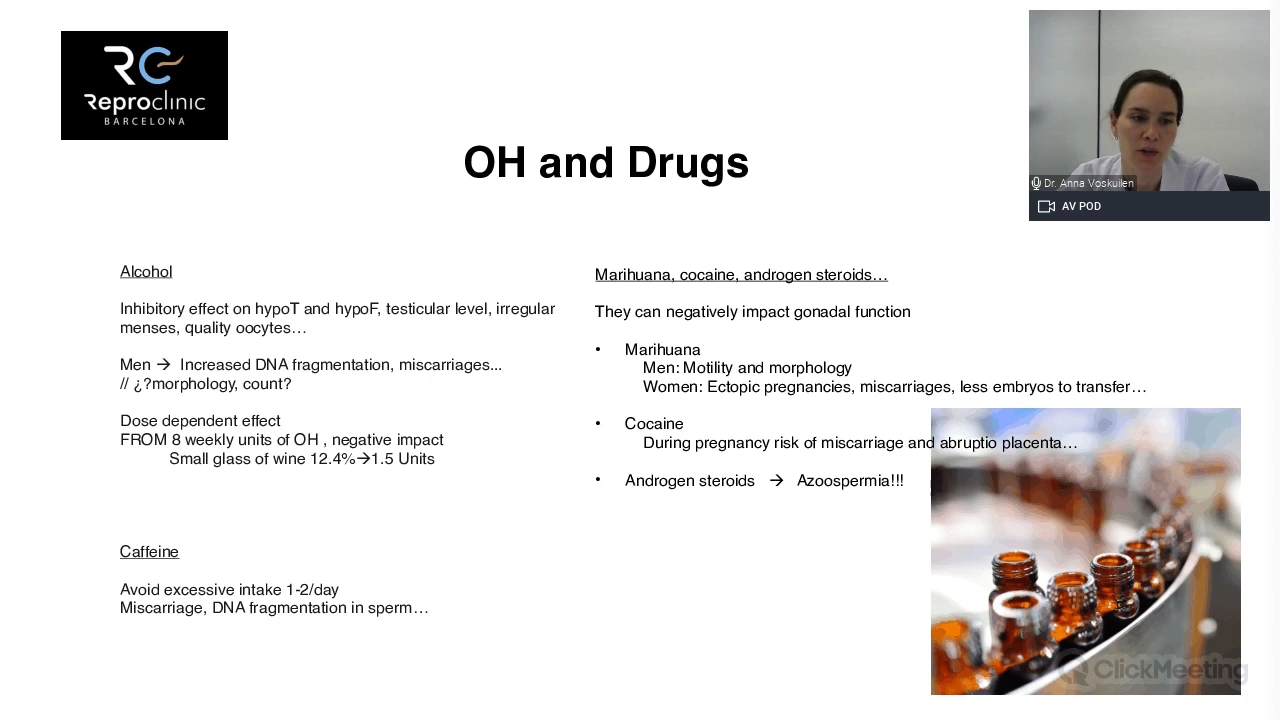 RC
Reproclinic
BARCELONA
OH and Drugs
Dr. Anna Voskuilen
AV POD
Alcohol
Inhibitory effect on hypoT and hypoF, testicular level, irregular
menses, quality oocytes…
Men → Increased DNA fragmentation, miscarriages...
// ¿?morphology, count?
Dose dependent effect
FROM 8 weekly units of OH , negative impact
Small glass of wine 12.4%→1.5 Units
Caffeine
Avoid excessive intake 1-2/day
Miscarriage, DNA fragmentation in sperm…
Marihuana, cocaine, androgen steroids…
They can negatively impact gonadal function
• Marihuana
Men: Motility and morphology
Women: Ectopic pregnancies, miscarriages, less embryos to transfer…
• Cocaine
During pregnancy risk of miscarriage and abruptio placenta…
• Androgen steroids → Azoospermia!!!
ClickMeeting